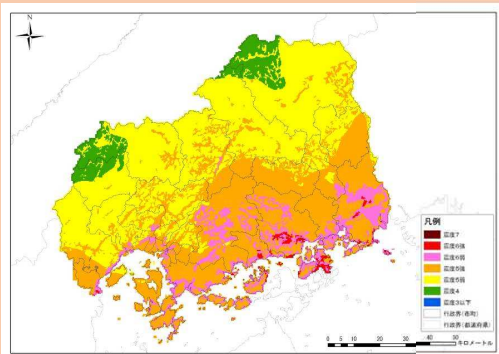 N
凡例
震度7
震度6強
震度6弱
震度5強
震度5弱
震度4
震度3以下
行政界(市町)
行政界(都道府県)
0 5 10 20 30 40 50
キロメートル